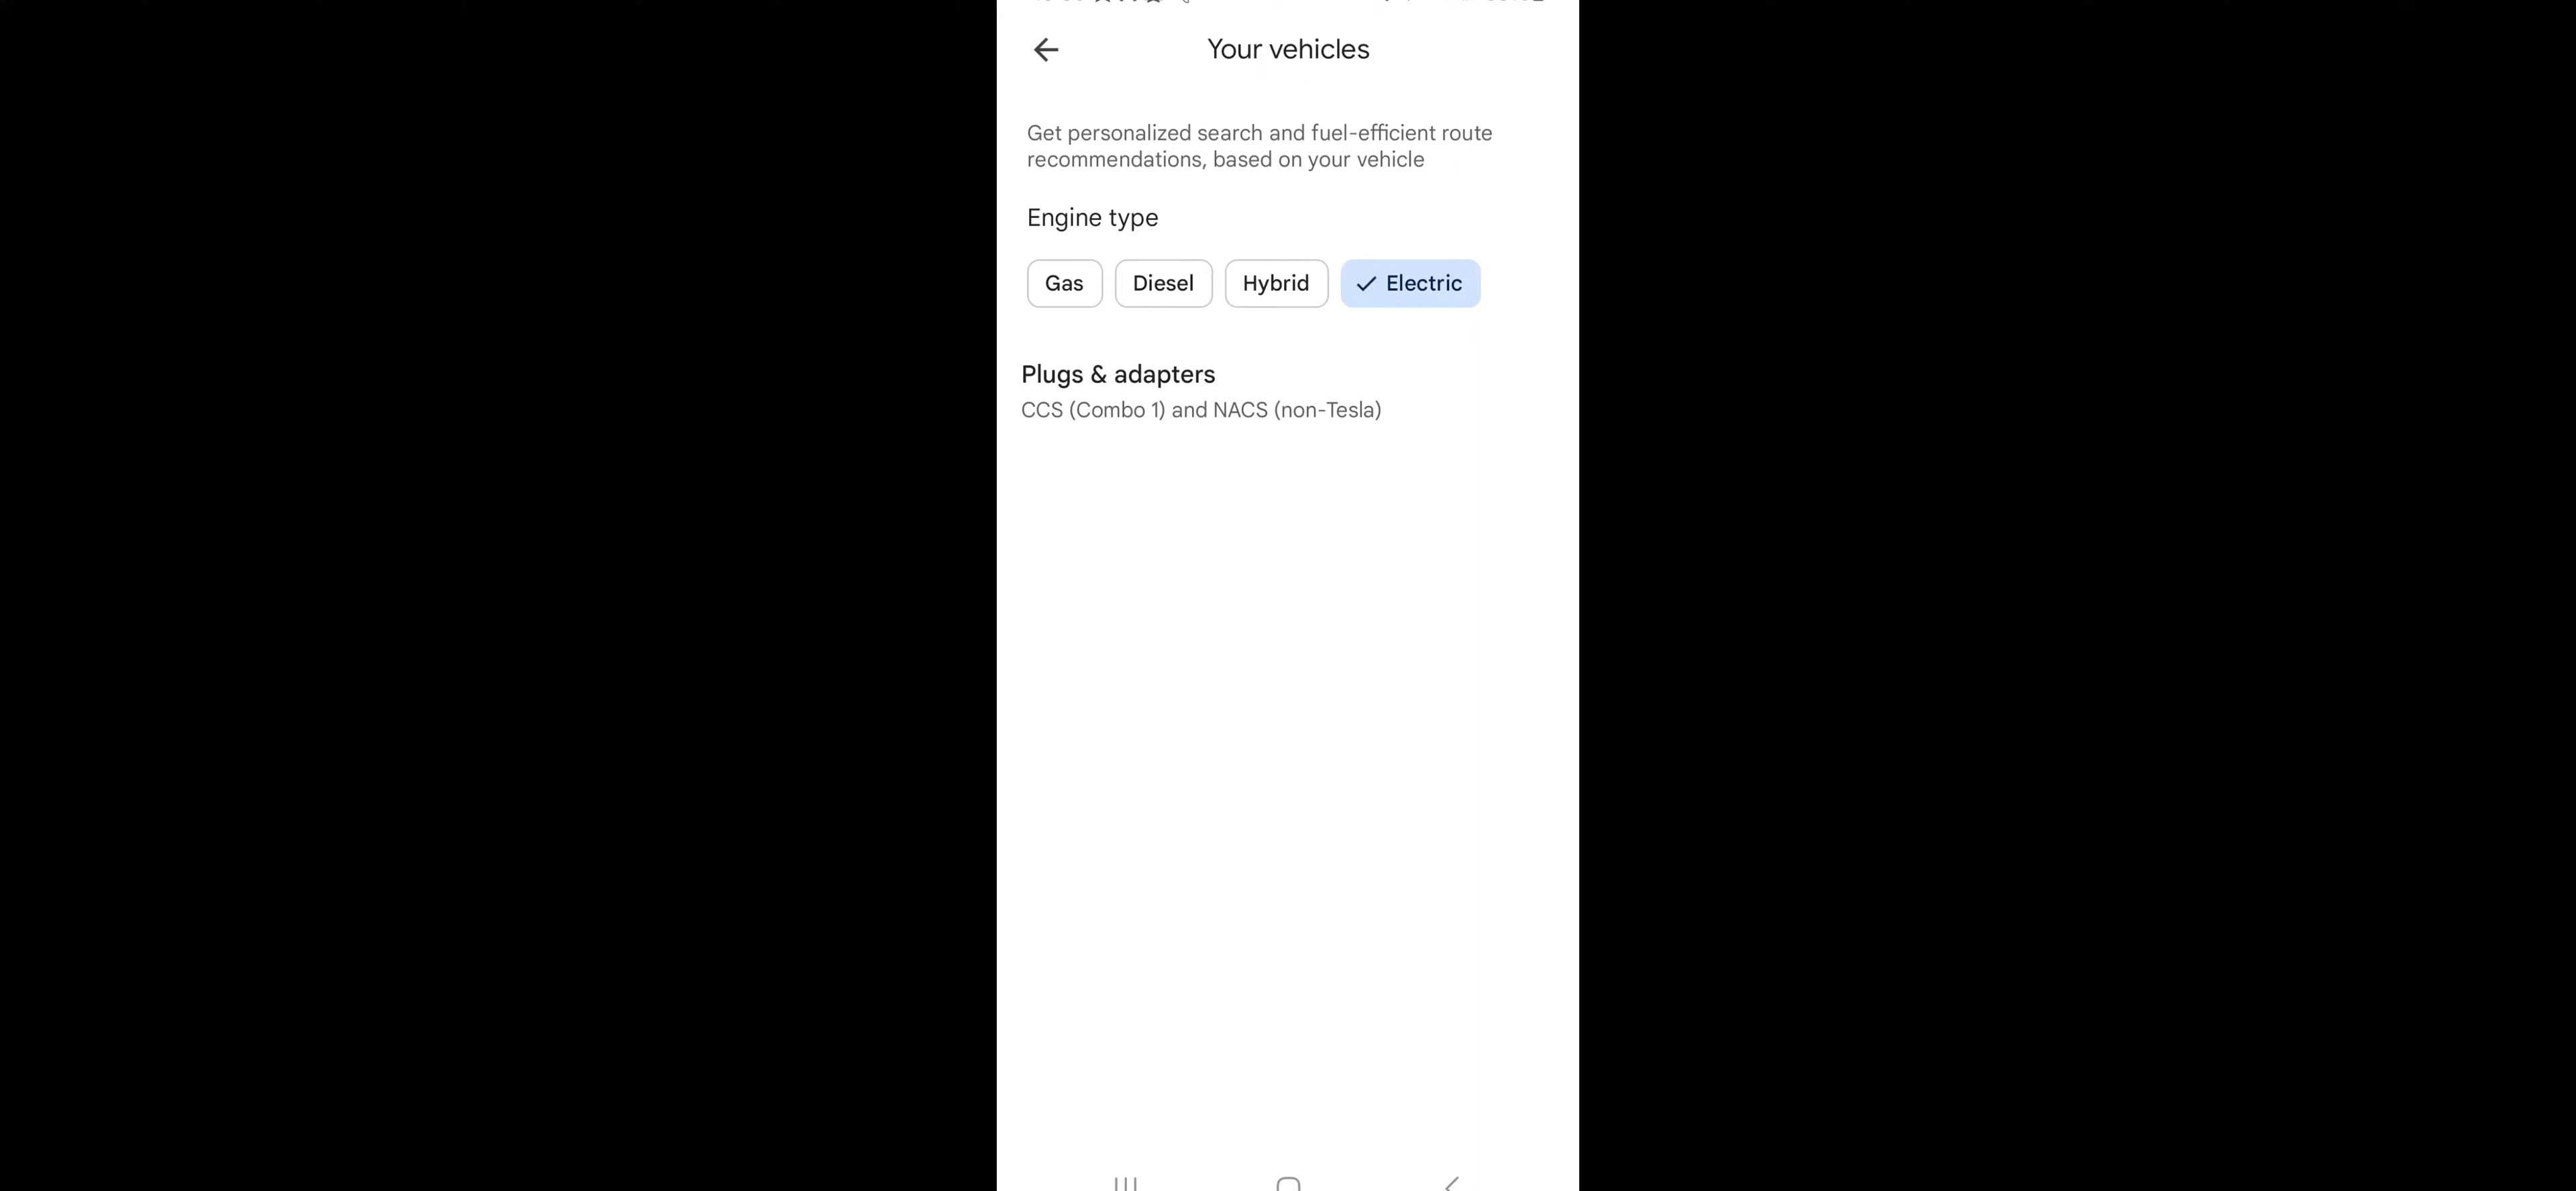 Your vehicles
Get personalized search and fuel-efficient route
recommendations, based on your vehicle
Engine type
Gas Diesel Hybrid Electric
Plugs & adapters
CCS (Combo 1) and NACS (non-Tesla)